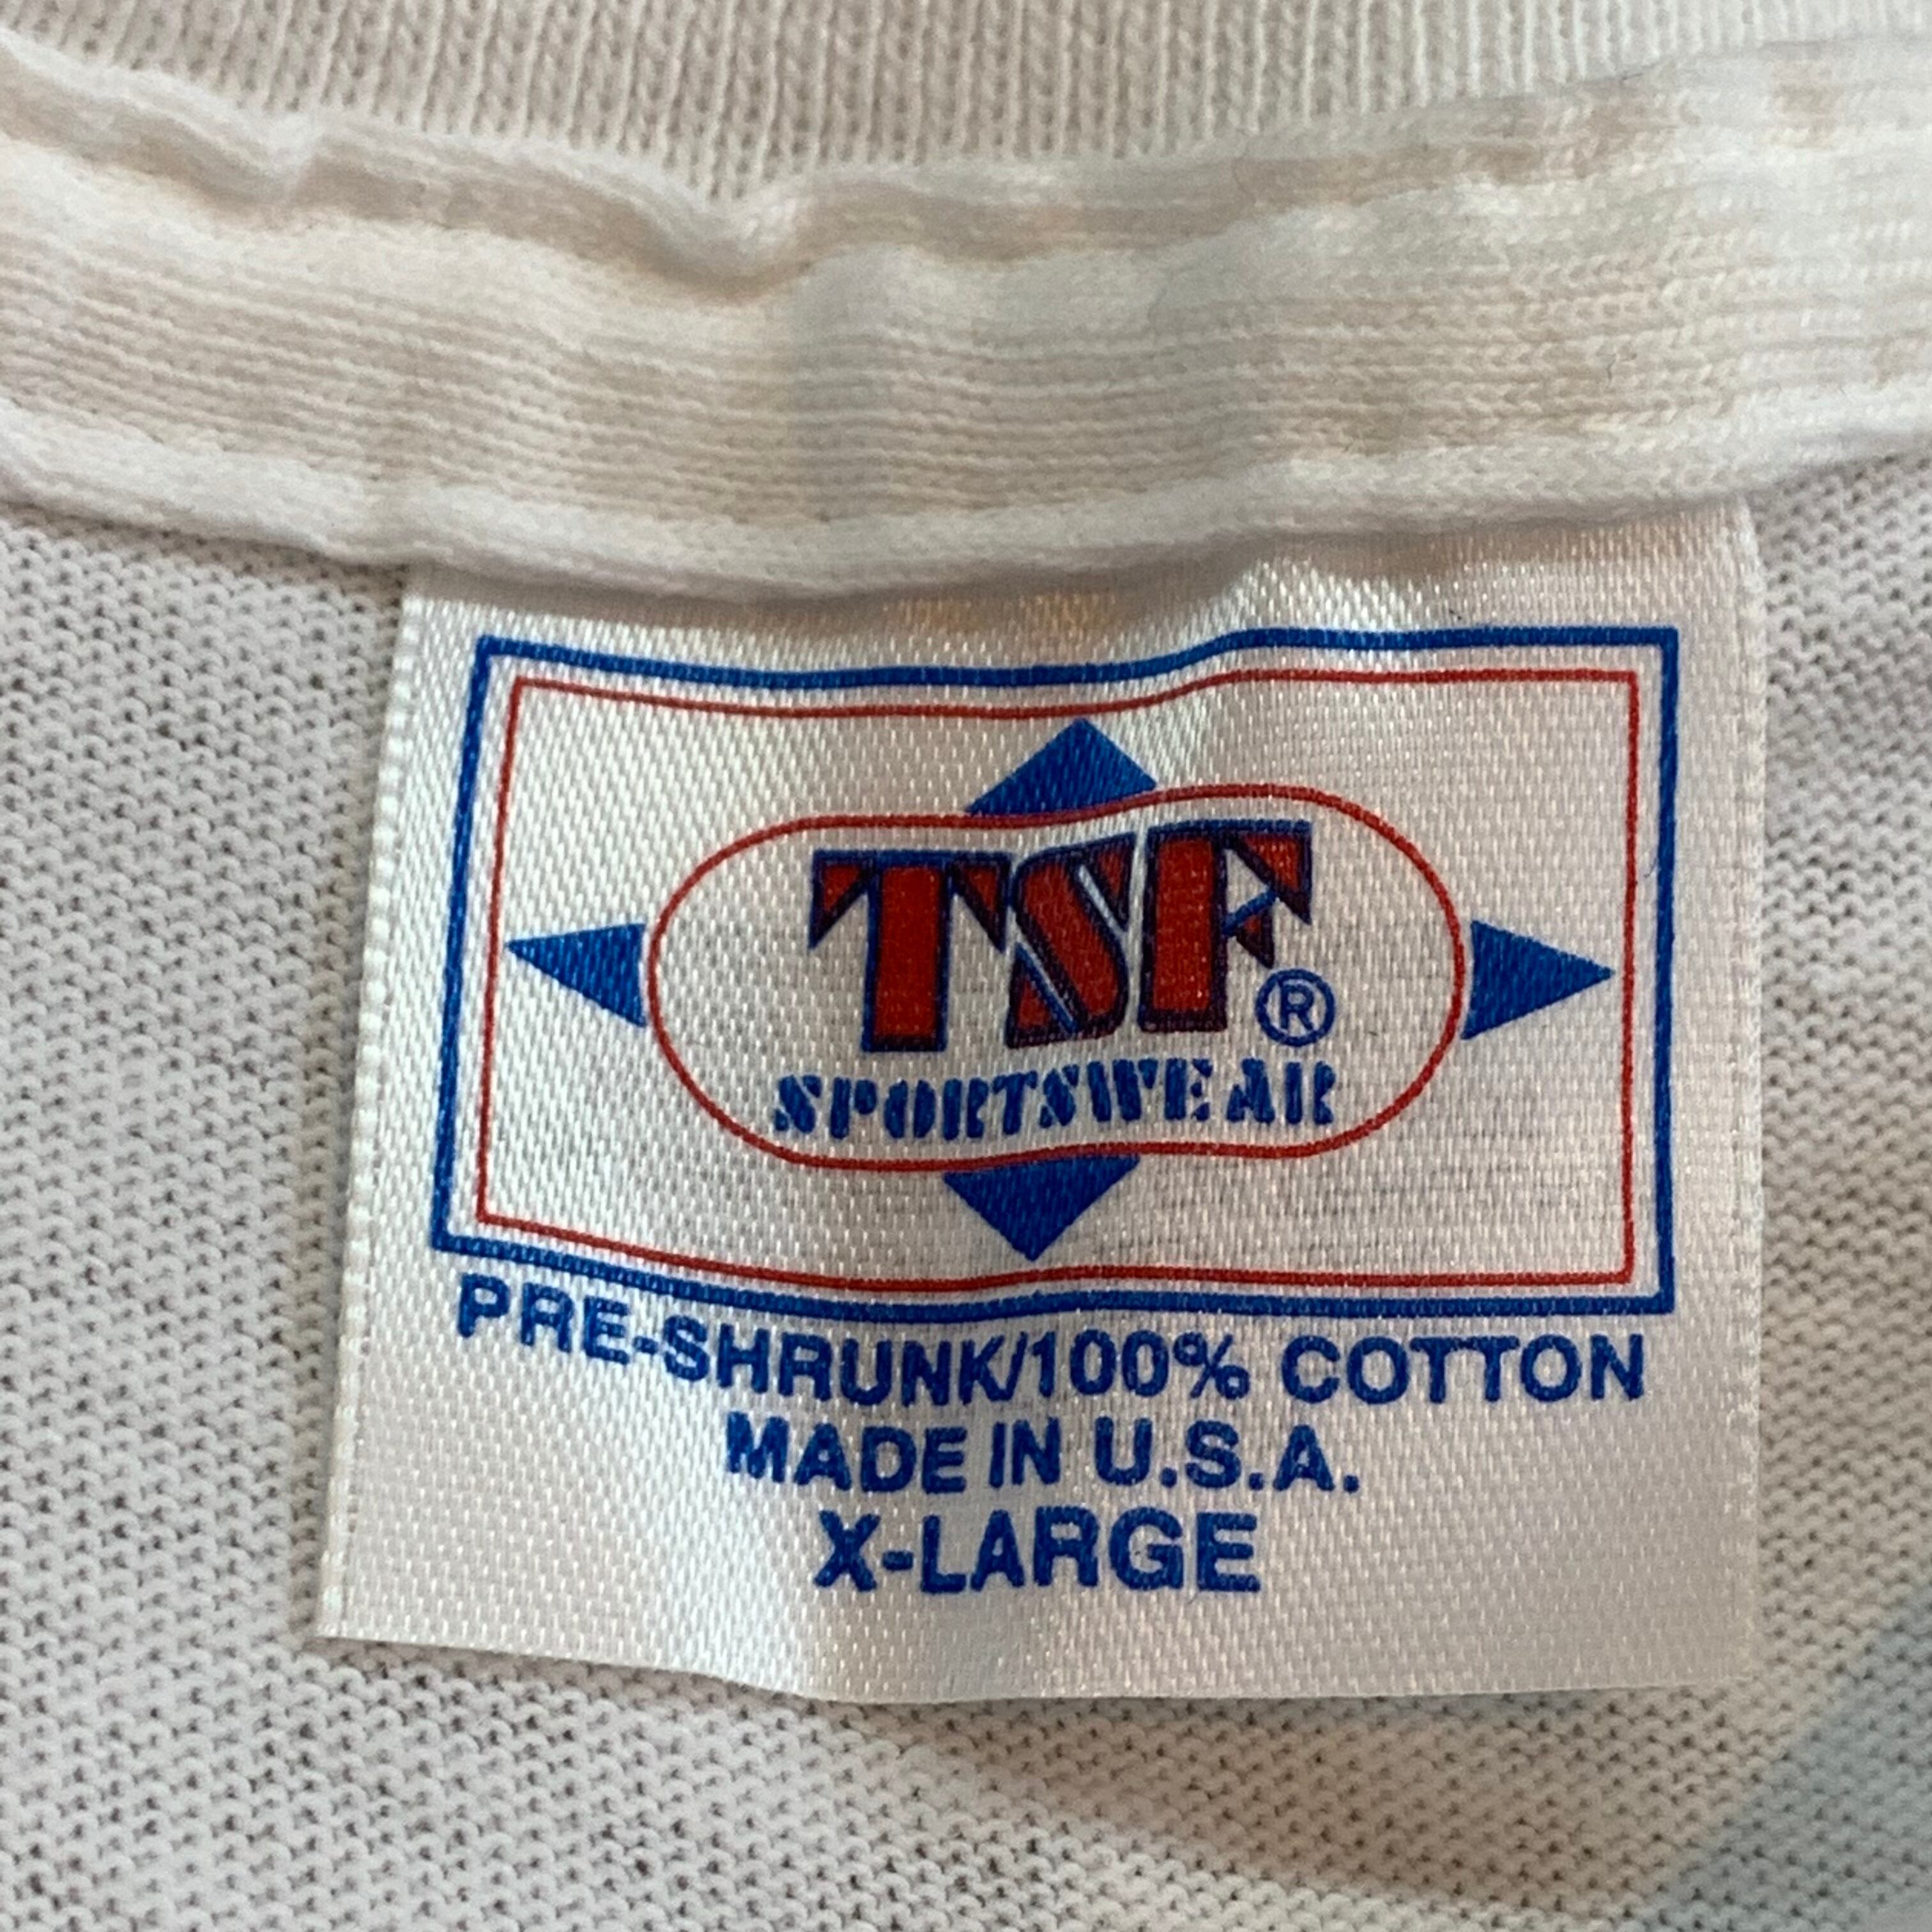 TSF®
SPORTSWEAR
PRE-SHRUNK/100% COTTON
MADE IN U.S.A.
X-LARGE